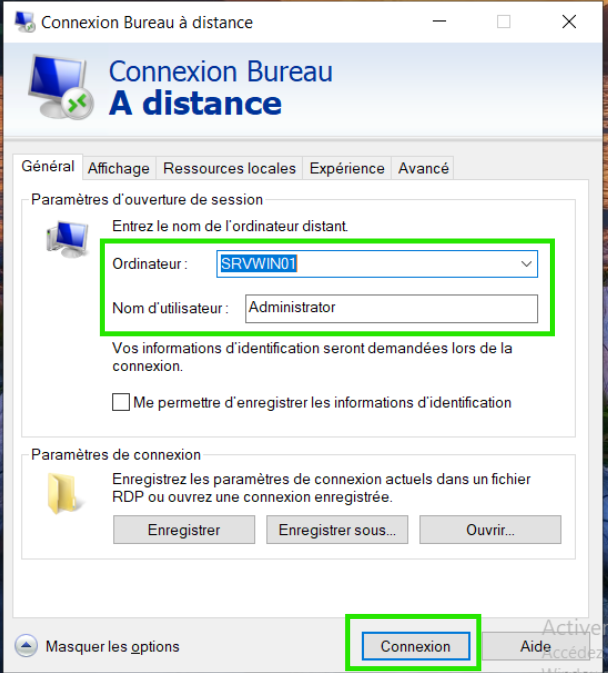 Connexion Bureau à distance
Connexion Bureau
A distance
Général Affichage Ressources locales Expérience Avancé
Paramètres d'ouverture de session
Entrez le nom de l'ordinateur distant.
Ordinateur : SRVWIN01
Nom d'utilisateur : Administrator
Vos informations d'identification seront demandées lors de la
connexion.
Me permettre d'enregistrer les informations d'identification
Paramètres de connexion
Enregistrez les paramètres de connexion actuels dans un fichier
RDP ou ouvrez une connexion enregistrée.
Enregistrer Enregistrer sous... Ouvrir...
Activer
Masquer les options Connexion Aide
Accédez